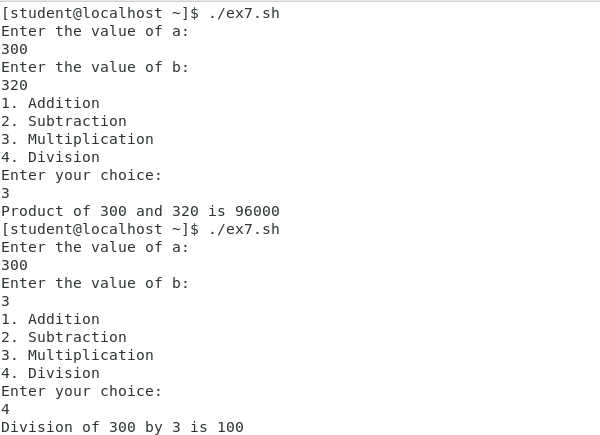 [student@localhost ~]$ ./ex7.sh
Enter the value of a:
300
Enter the value of b:
320
1. Addition
2. Subtraction
3. Multiplication
4. Division
Enter your choice:
3
Product of 300 and 320 is 96000
[student@localhost ~]$ ./ex7.sh
Enter the value of a:
300
Enter the value of b:
3
1. Addition
2. Subtraction
3. Multiplication
4. Division
Enter your choice:
4
Division of 300 by 3 is 100